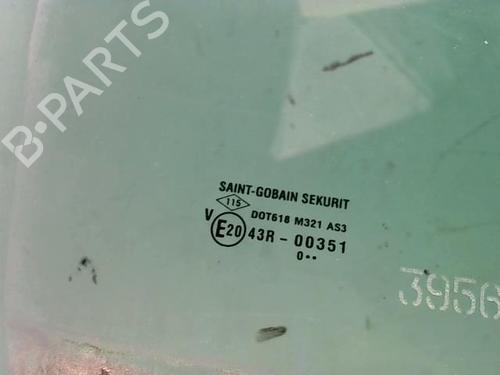 B-PARTS
SAINT-GOBAIN SEKURIT
115 DOT618 M321 AS3
V E20 43R - 00351
0••
3956